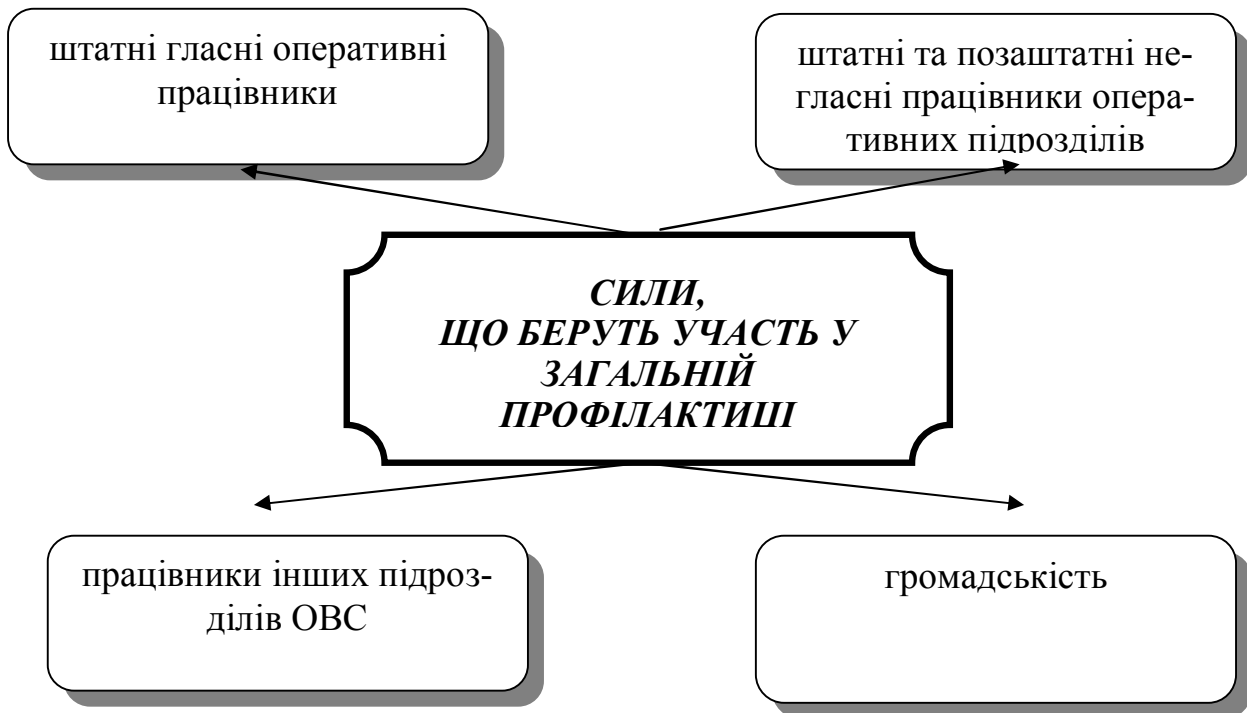 штатні гласні оперативні
працівники
штатні та позаштатні не-
гласні працівники опера-
тивних підрозділів
СИЛИ,
ЩО БЕРУТЬ УЧАСТЬ У
ЗАГАЛЬНІЙ
ПРОФІЛАКТИШІ
працівники інших підроз-
ділів ОВС
громадськість